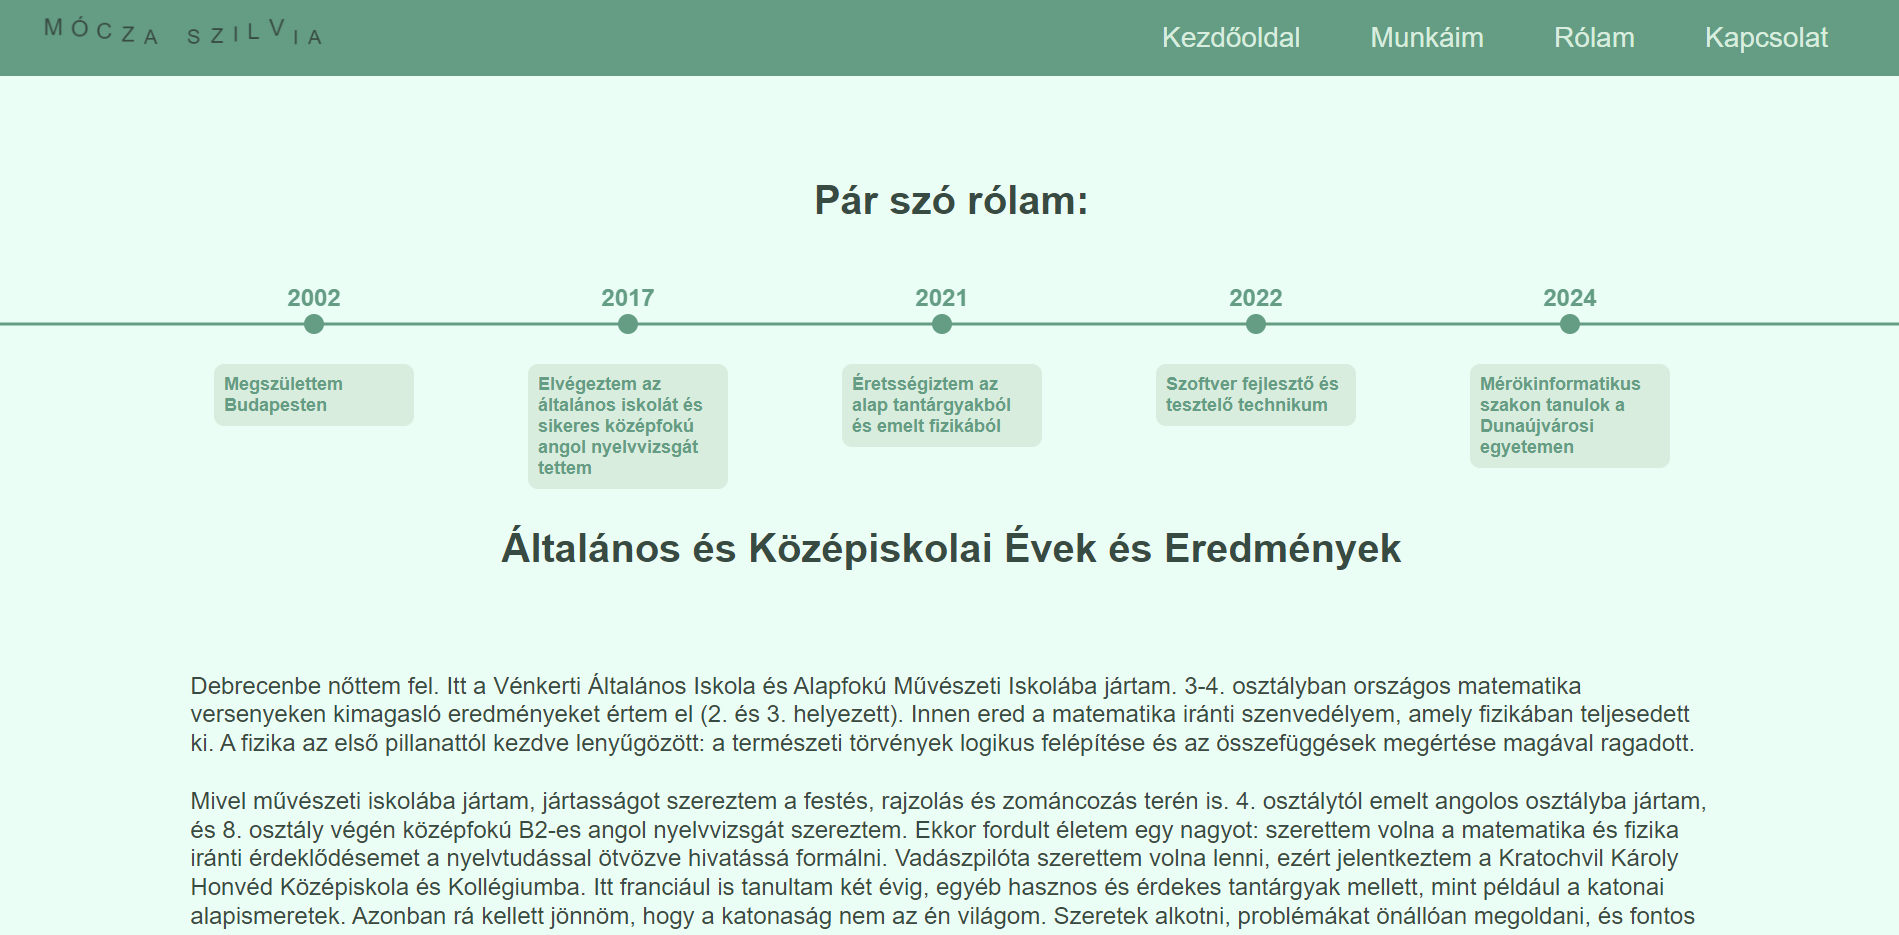 MÓCZA SZILVIA
Kezdőoldal Munkáim Rólam Kapcsolat
Pár szó rólam:
2002 2017 2021 2022 2024
Megszülettem
Budapesten
Elvégeztem az
általános iskolát és
sikeres középfokú
angol nyelvvizsgát
tettem
Éretsségiztem az
alap tantárgyakból
és emelt fizikából
Szoftver fejlesztő és
tesztelő technikum
Mérökinformatikus
szakon tanulok a
Dunaújvárosi
egyetemen
Általános és Középiskolai Évek és Eredmények
Debrecenbe nőttem fel. Itt a Vénkerti Általános Iskola és Alapfokú Művészeti Iskolába jártam. 3-4. osztályban országos matematika
versenyeken kimagasló eredményeket értem el (2. és 3. helyezett). Innen ered a matematika iránti szenvedélyem, amely fizikában teljesedett
ki. A fizika az első pillanattól kezdve lenyűgözött: a természeti törvények logikus felépítése és az összefüggések megértése magával ragadott.
Mivel művészeti iskolába jártam, jártasságot szereztem a festés, rajzolás és zománcozás terén is. 4. osztálytól emelt angolos osztályba jártam,
és 8. osztály végén középfokú B2-es angol nyelvvizsgát szereztem. Ekkor fordult életem egy nagyot: szerettem volna a matematika és fizika
iránti érdeklődésemet a nyelvtudással ötvözve hivatássá formálni. Vadászpilóta szerettem volna lenni, ezért jelentkeztem a Kratochvil Károly
Honvéd Középiskola és Kollégiumba. Itt franciául is tanultam két évig, egyéb hasznos és érdekes tantárgyak mellett, mint például a katonai
alapismeretek. Azonban rá kellett jönnöm, hogy a katonaság nem az én világom. Szeretek alkotni, problémákat önállóan megoldani, és fontos